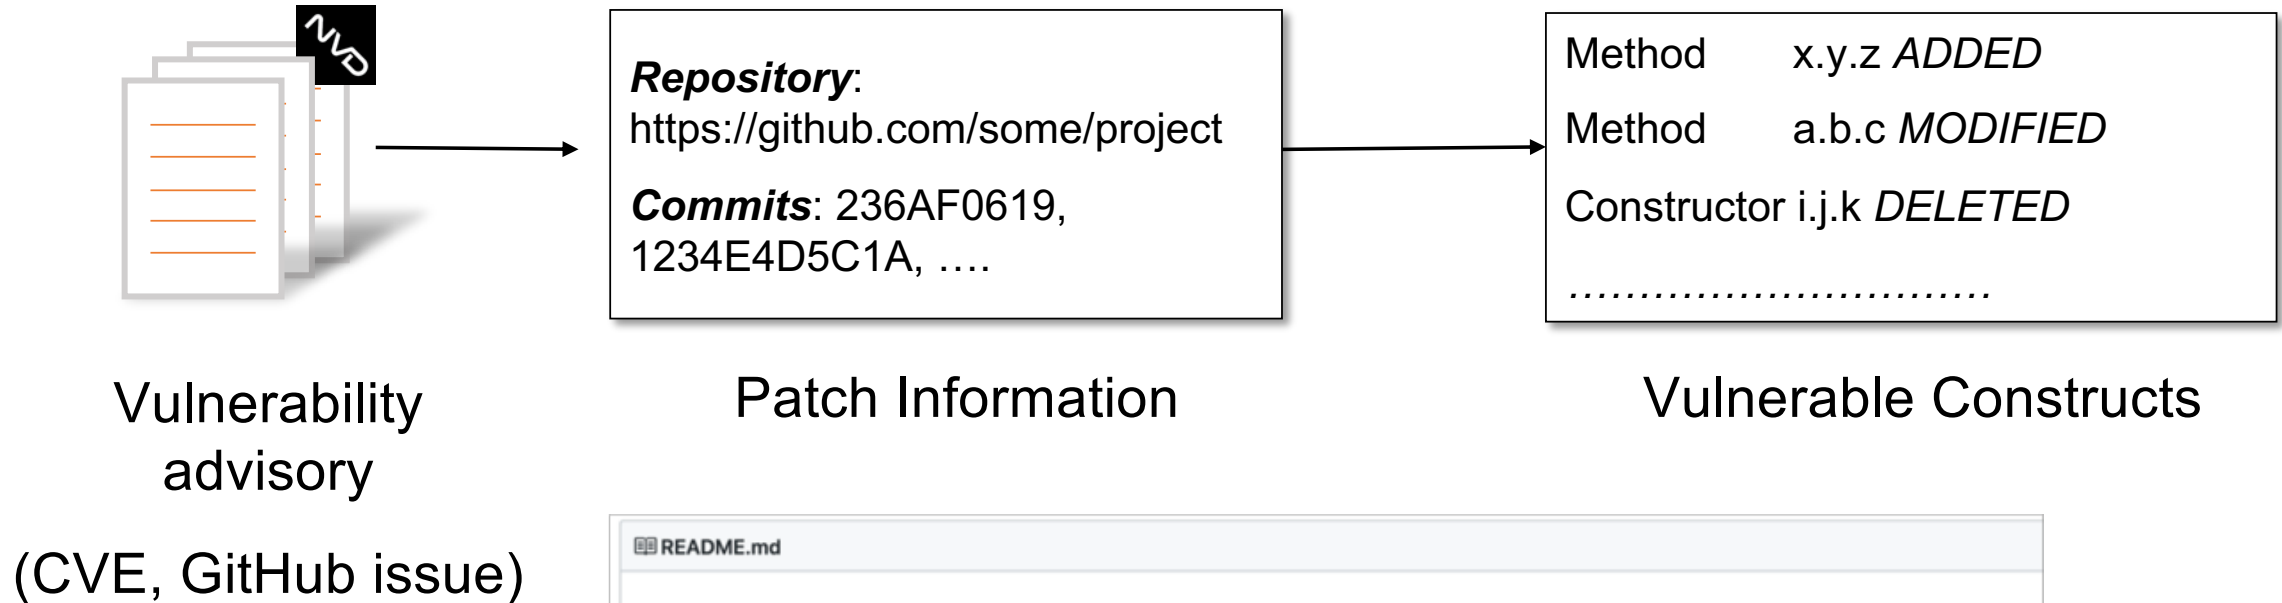 NVD
Repository:
https://github.com/some/project
Commits: 236AF0619,
1234E4D5C1A, ….
Method x.y.z ADDED
Method a.b.c MODIFIED
Constructor i.j.k DELETED
…………………………
Vulnerability
advisory
(CVE, GitHub issue)
Patch Information
Vulnerable Constructs
README.md